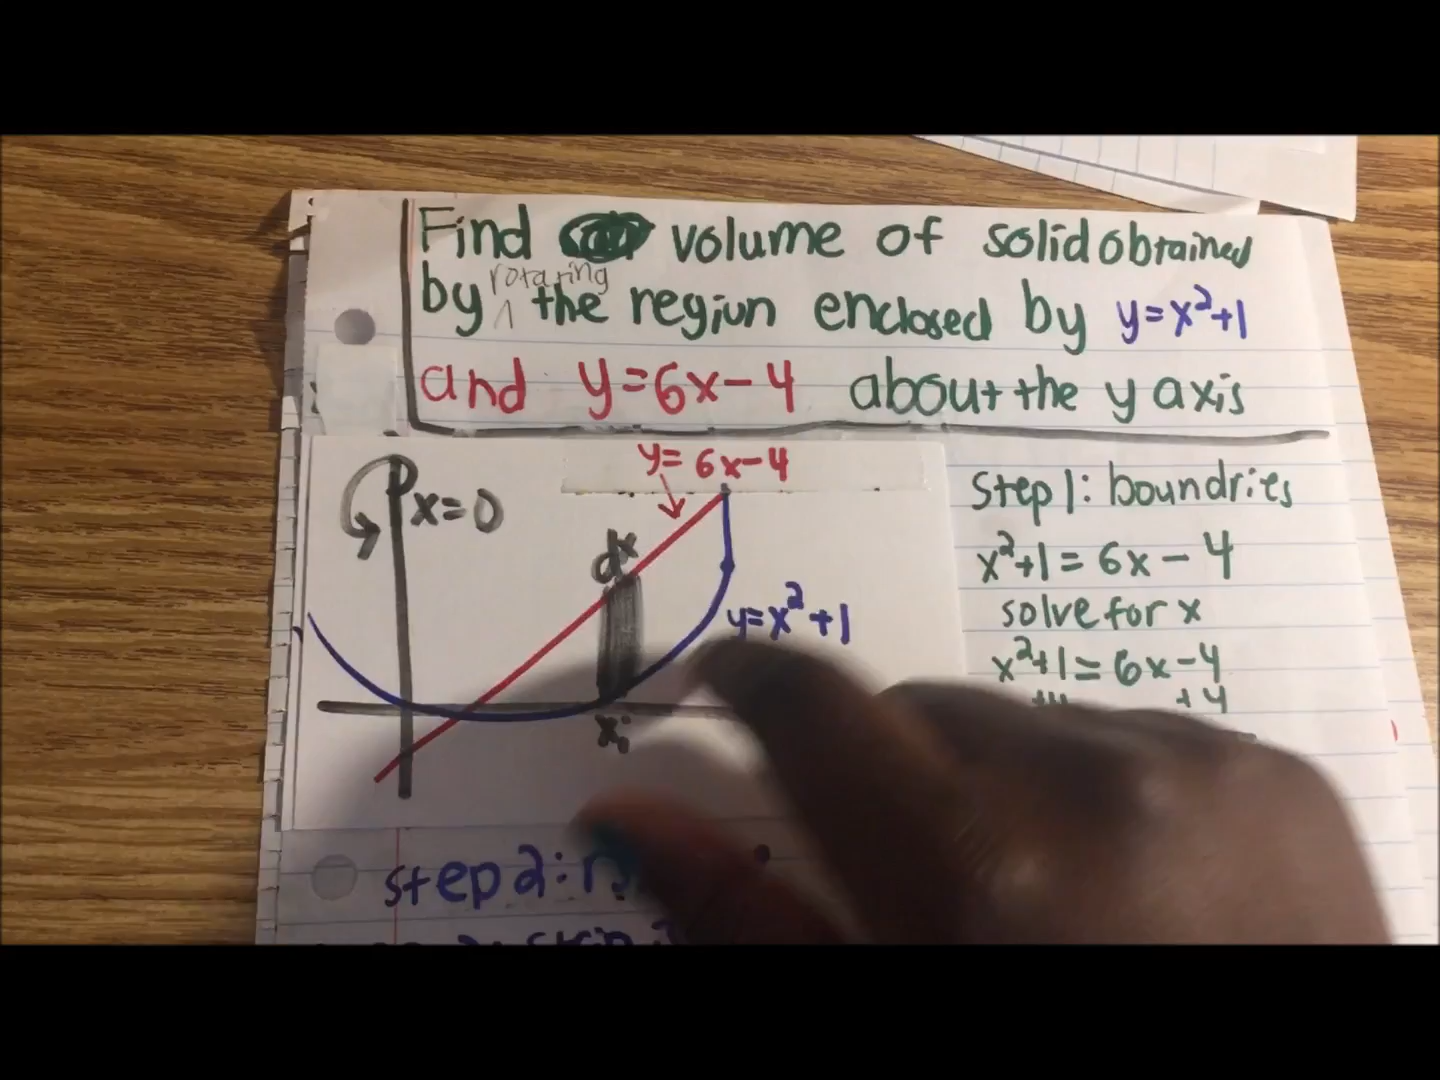 Find volume of solid obtained
by rotating the regiun enclosed by y=x²+1
and y=6x-4 about the y axis
y= 6x-4
x=0
dx
y=x²+1
xi
Step 1: boundries
x²+1=6x-4
solve for x
x²+1=6x-4
+4 +4
step 2: